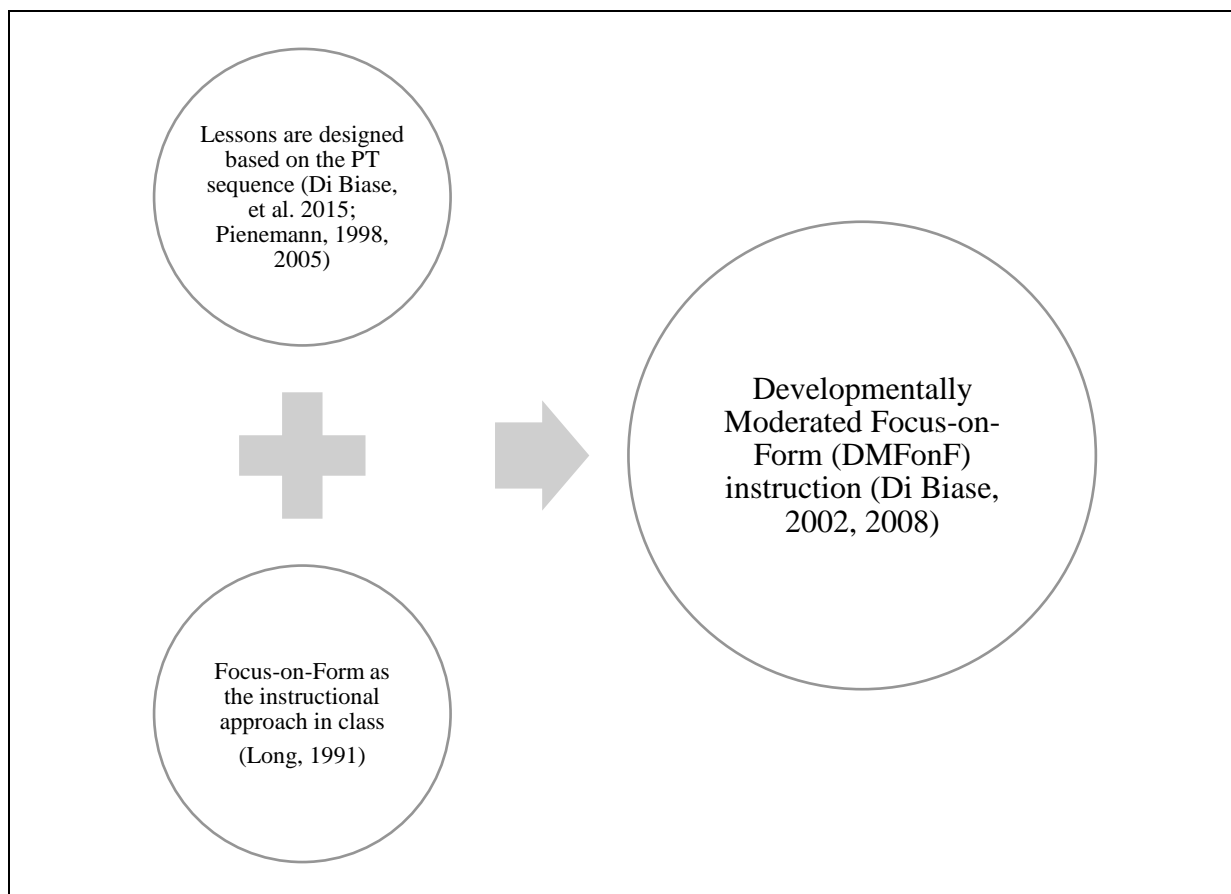 Lessons are designed
based on the PT
sequence (Di Biase,
et al. 2015;
Pienemann, 1998,
2005)
Focus-on-Form as
the instructional
approach in class
(Long, 1991)
Developmentally
Moderated Focus-on-
Form (DMFonF)
instruction (Di Biase,
2002, 2008)